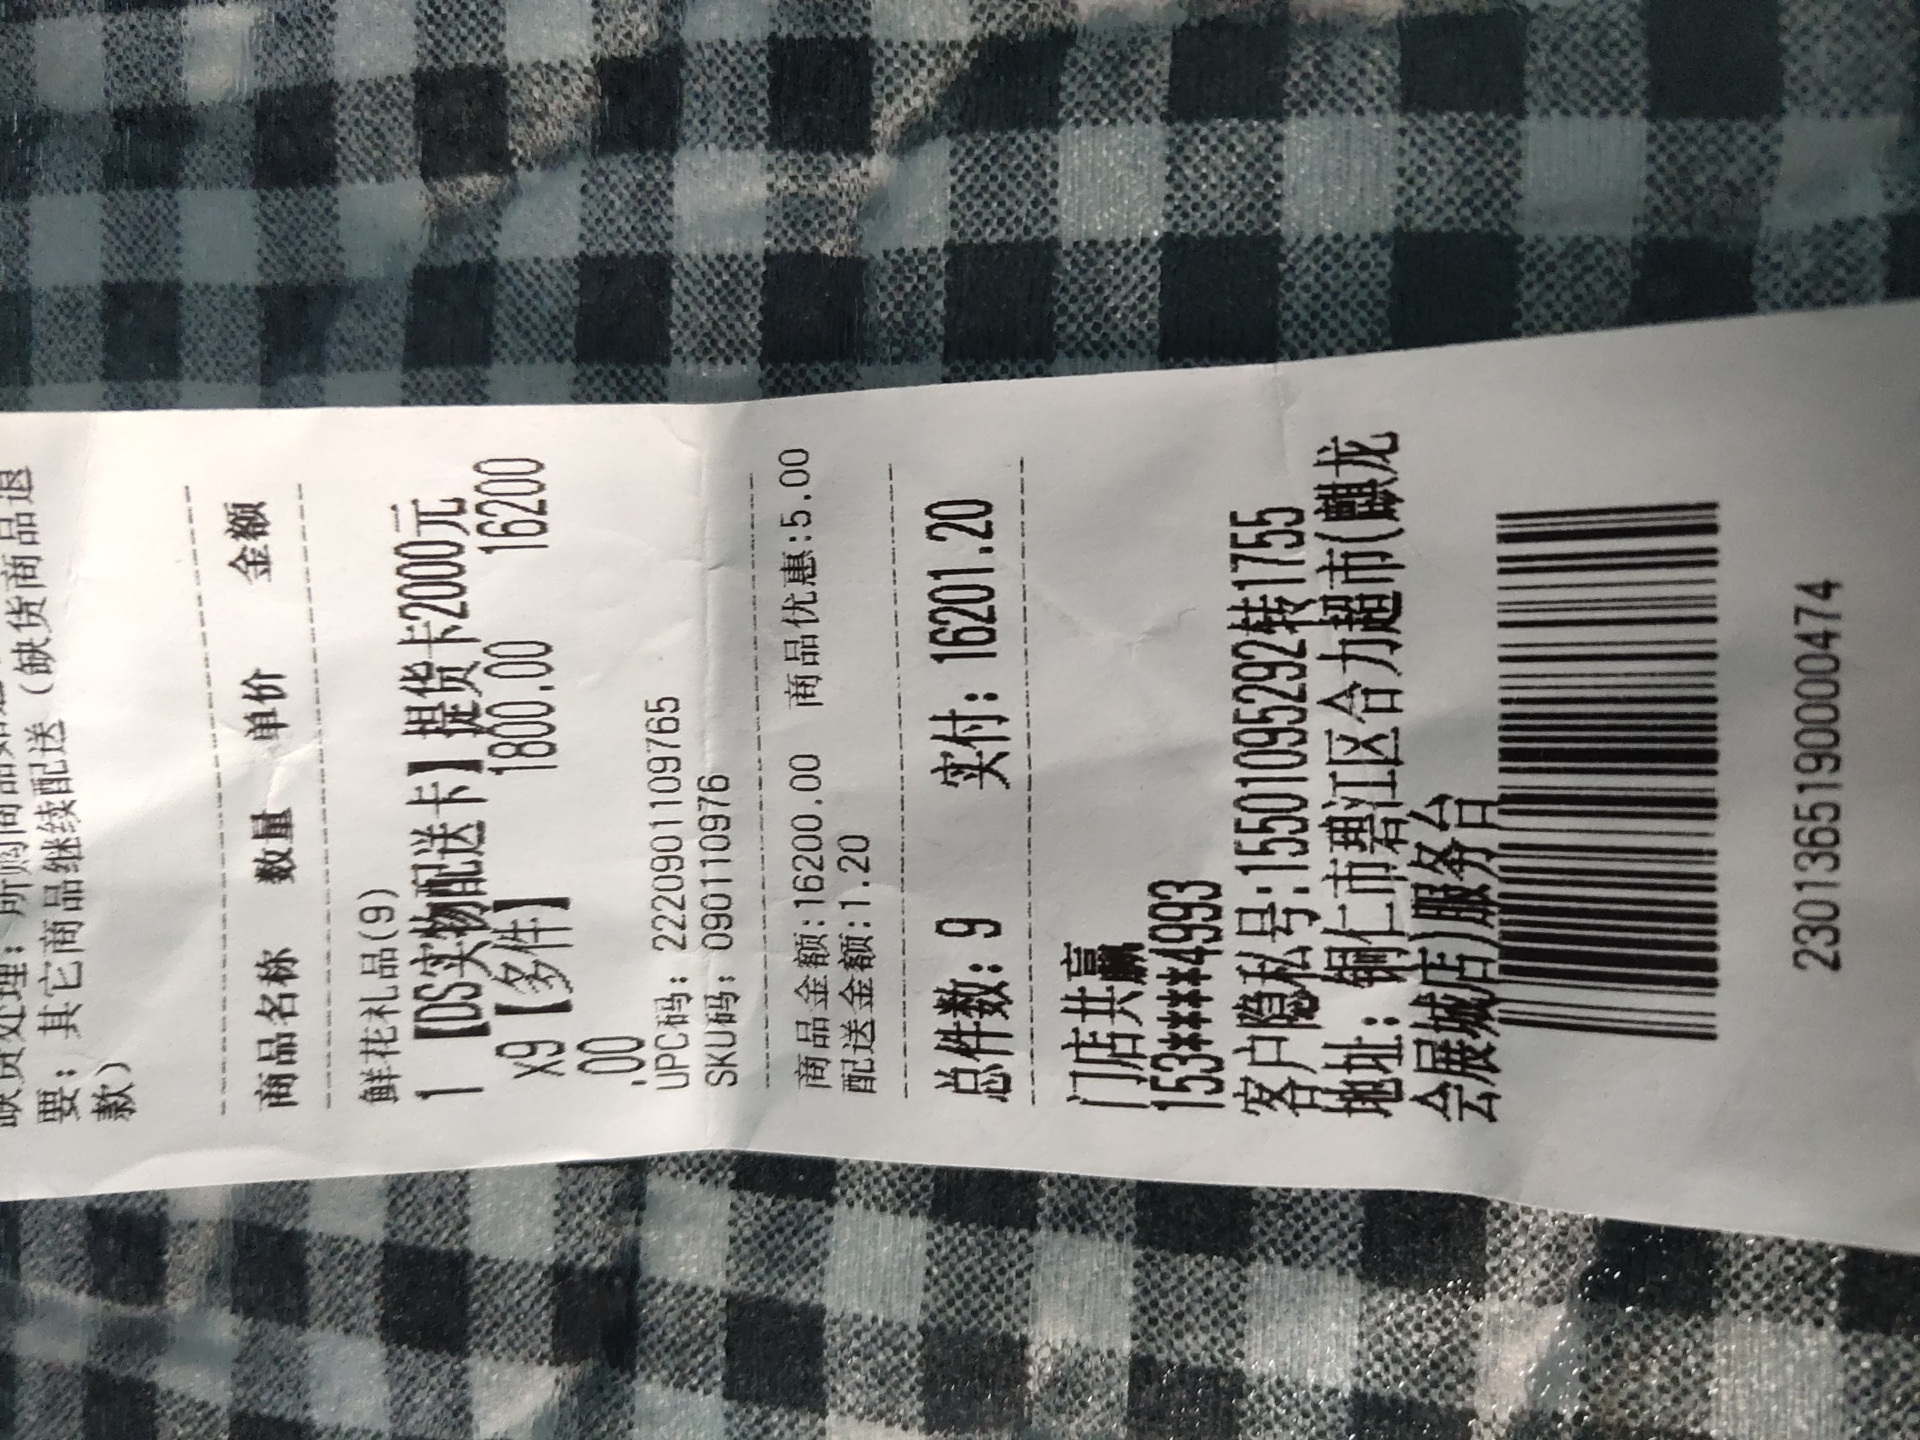 缺货处理：所购商品如
要：其它商品继续配送（缺货商品退
款）
商品名称 数量 单价 金额
鲜花礼品(9)
1 【DS实物配送卡】提货卡2000元
x9【多件】 1800.00 16200
.00
UPC码：2220901109765
SKU码：090110976
商品金额:16200.00 商品优惠:5.00
配送金额:1.20
总件数：9 实付：16201.20
门店共赢
153****4993
客户隐私号:15501095292转1755
地址：铜仁市碧江区合力超市(麒龙
会展城店)服务台
2301365190000474